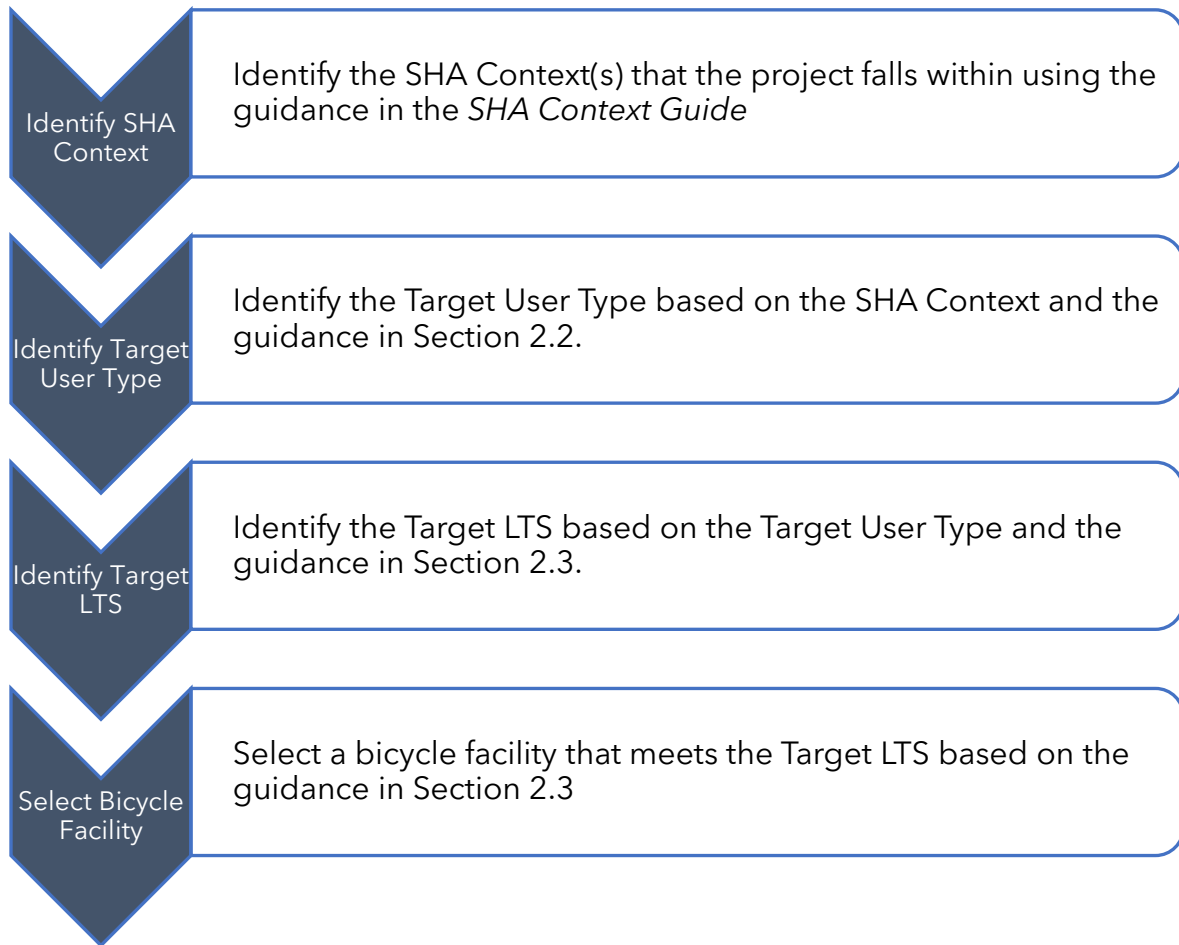 Identify SHA
Context
Identify the SHA Context(s) that the project falls within using the
guidance in the SHA Context Guide
Identify Target
User Type
Identify the Target User Type based on the SHA Context and the
guidance in Section 2.2.
Identify Target
LTS
Identify the Target LTS based on the Target User Type and the
guidance in Section 2.3.
Select Bicycle
Facility
Select a bicycle facility that meets the Target LTS based on the
guidance in Section 2.3